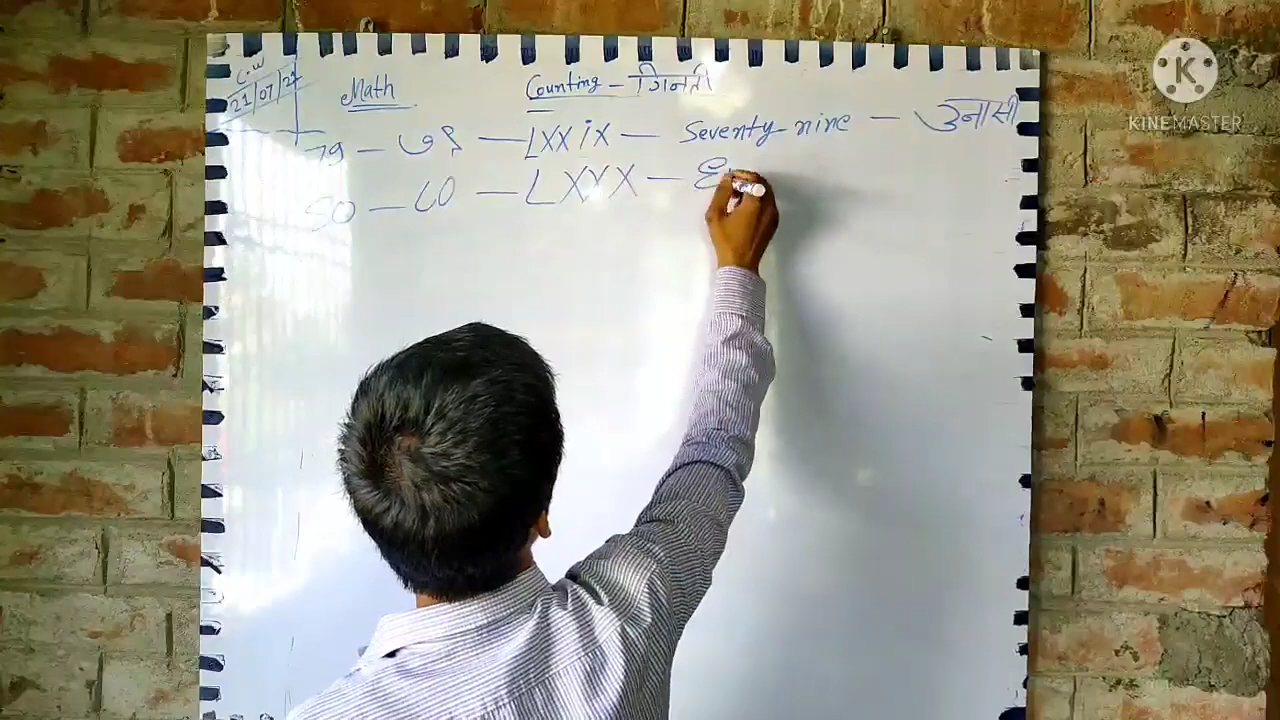 C.W
21/07/21
Math
Counting - गिनती
79 - ७९ - LXXiX - Seventy-nine - उनासी
80 - ८० - LXXX - E
K
KINEMASTER